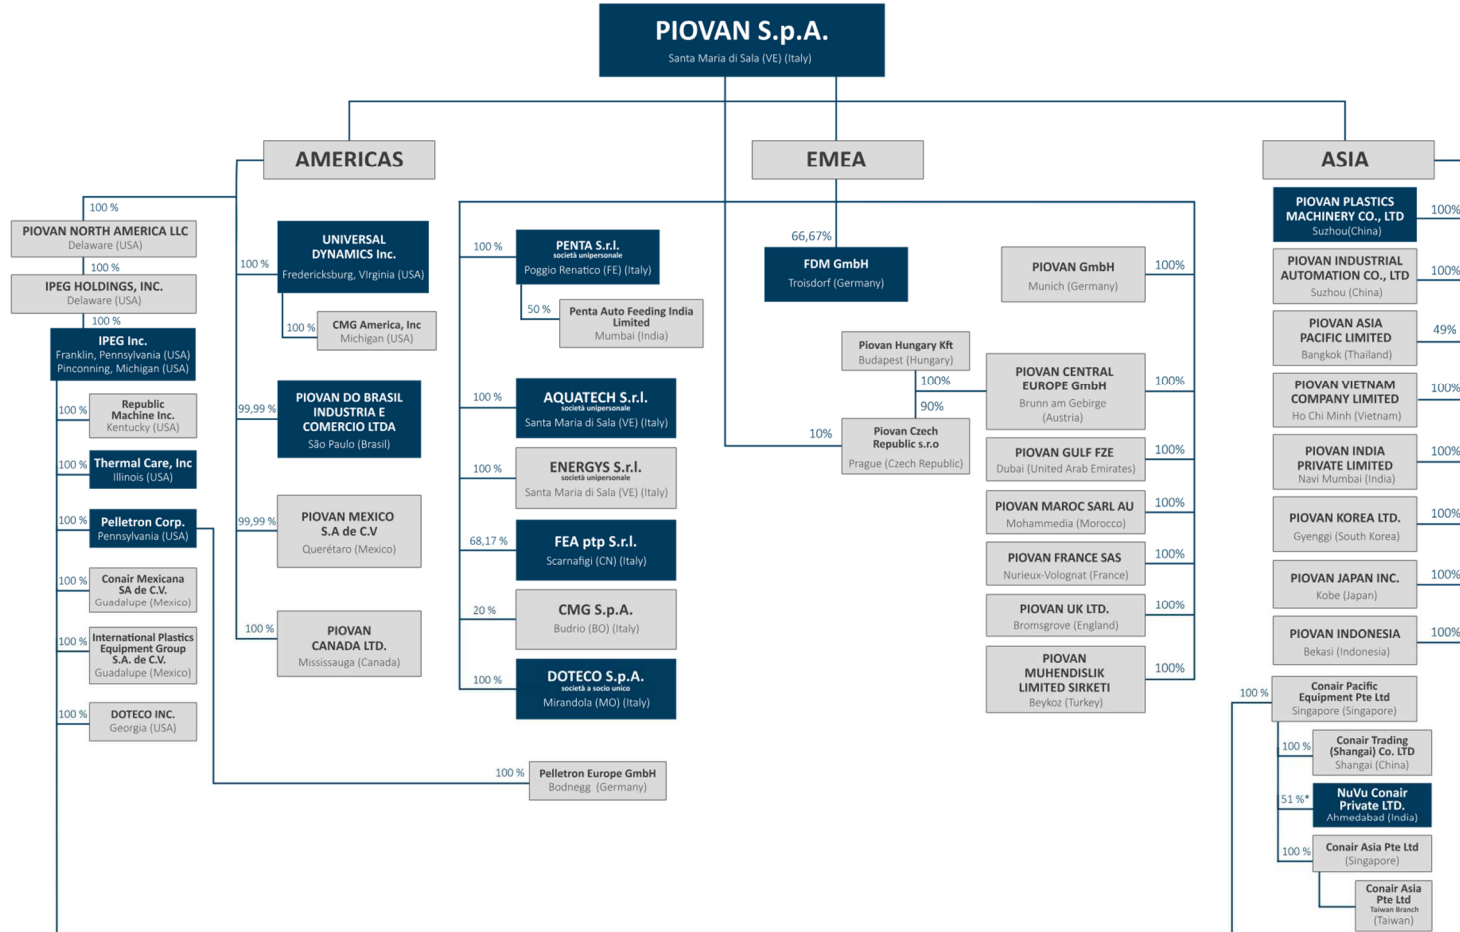 PIOVAN S.p.A.
Santa Maria di Sala (VE) (Italy)
AMERICAS
EMEA
ASIA
100 %
PIOVAN NORTH AMERICA LLC
Delaware (USA)
100 %
IPEG HOLDINGS, INC.
Delaware (USA)
100 %
IPEG Inc.
Franklin, Pennsylvania (USA)
Pinconning, Michigan (USA)
100 %
Republic
Machine Inc.
Kentucky (USA)
100 %
Thermal Care, Inc
Illinois (USA)
100 %
Pelletron Corp.
Pennsylvania (USA)
100 %
Conair Mexicana
SA de C.V.
Guadalupe (Mexico)
100 %
International Plastics
Equipment Group
S.A. de C.V.
Guadalupe (Mexico)
100 %
DOTECO INC.
Georgia (USA)
100 %
UNIVERSAL
DYNAMICS Inc.
Fredericksburg, VIrginia (USA)
100 %
CMG America, Inc
Michigan (USA)
99,99 %
PIOVAN DO BRASIL
INDUSTRIA E
COMERCIO LTDA
São Paulo (Brasil)
99,99 %
PIOVAN MEXICO
S.A de C.V
Querétaro (Mexico)
100 %
PIOVAN
CANADA LTD.
Mississauga (Canada)
100 %
PENTA S.r.l.
società unipersonale
Poggio Renatico (FE) (Italy)
50 %
Penta Auto Feeding India
Limited
Mumbai (India)
100 %
AQUATECH S.r.l.
società unipersonale
Santa Maria di Sala (VE) (Italy)
100 %
ENERGYS S.r.l.
società unipersonale
Santa Maria di Sala (VE) (Italy)
68,17 %
FEA ptp S.r.l.
Scarnafigi (CN) (Italy)
20 %
CMG S.p.A.
Budrio (BO) (Italy)
100 %
DOTECO S.p.A.
società a socio unico
Mirandola (MO) (Italy)
100 %
Pelletron Europe GmbH
Bodnegg (Germany)
66,67%
FDM GmbH
Troisdorf (Germany)
Piovan Hungary Kft
Budapest (Hungary)
100%
90%
10%
Piovan Czech
Republic s.r.o
Prague (Czech Republic)
PIOVAN GmbH
Munich (Germany)
100%
PIOVAN CENTRAL
EUROPE GmbH
Brunn am Gebirge
(Austria)
100%
PIOVAN GULF FZE
Dubai (United Arab Emirates)
100%
PIOVAN MAROC SARL AU
Mohammedia (Morocco)
100%
PIOVAN FRANCE SAS
Nurieux-Volognat (France)
100%
PIOVAN UK LTD.
Bromsgrove (England)
100%
PIOVAN
MUHENDISLIK
LIMITED SIRKETI
Beykoz (Turkey)
100%
PIOVAN PLASTICS
MACHINERY CO., LTD
Suzhou(China)
100%
PIOVAN INDUSTRIAL
AUTOMATION CO., LTD
Suzhou (China)
100%
PIOVAN ASIA
PACIFIC LIMITED
Bangkok (Thailand)
49%
PIOVAN VIETNAM
COMPANY LIMITED
Ho Chi Minh (Vietnam)
100%
PIOVAN INDIA
PRIVATE LIMITED
Navi Mumbai (India)
100%
PIOVAN KOREA LTD.
Gyenggi (South Korea)
100%
PIOVAN JAPAN INC.
Kobe (Japan)
100%
PIOVAN INDONESIA
Bekasi (Indonesia)
100%
100 %
Conair Pacific
Equipment Pte Ltd
Singapore (Singapore)
100 %
Conair Trading
(Shangai) Co. LTD
Shangai (China)
51 %*
NuVu Conair
Private LTD.
Ahmedabad (India)
100 %
Conair Asia Pte Ltd
(Singapore)
Conair Asia
Pte Ltd
Taiwan Branch
(Taiwan)